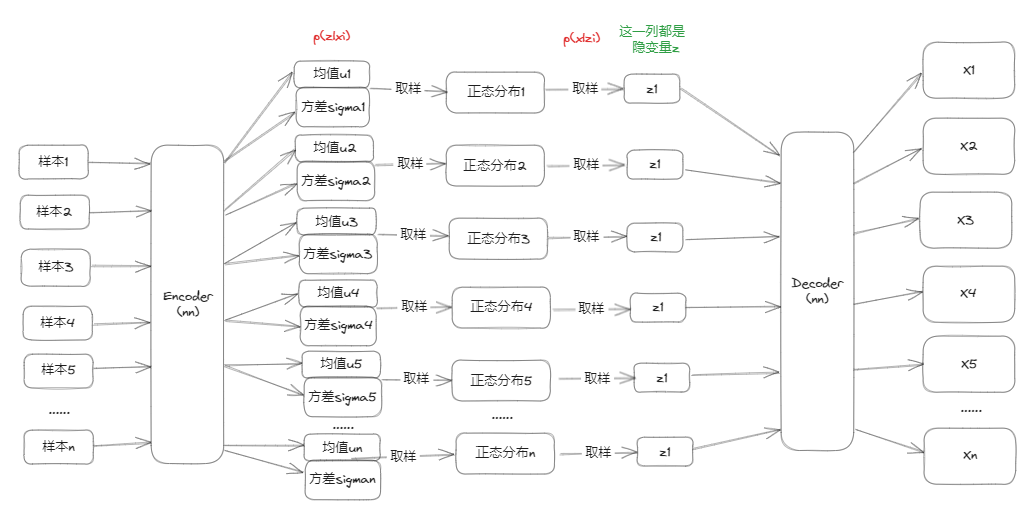 p(z|xi)
p(x|zi)
这一列都是
隐变量z
样本1
样本2
样本3
样本4
样本5
......
样本n
Encoder
(nn)
均值u1
方差sigma1
均值u2
方差sigma2
均值u3
方差sigma3
均值u4
方差sigma4
均值u5
方差sigma5
......
均值un
方差sigman
取样
取样
取样
取样
取样
取样
正态分布1
正态分布2
正态分布3
正态分布4
正态分布5
......
正态分布n
取样
取样
取样
取样
取样
取样
z1
z1
z1
z1
z1
z1
Decoder
(nn)
X1
X2
X3
X4
X5
......
Xn